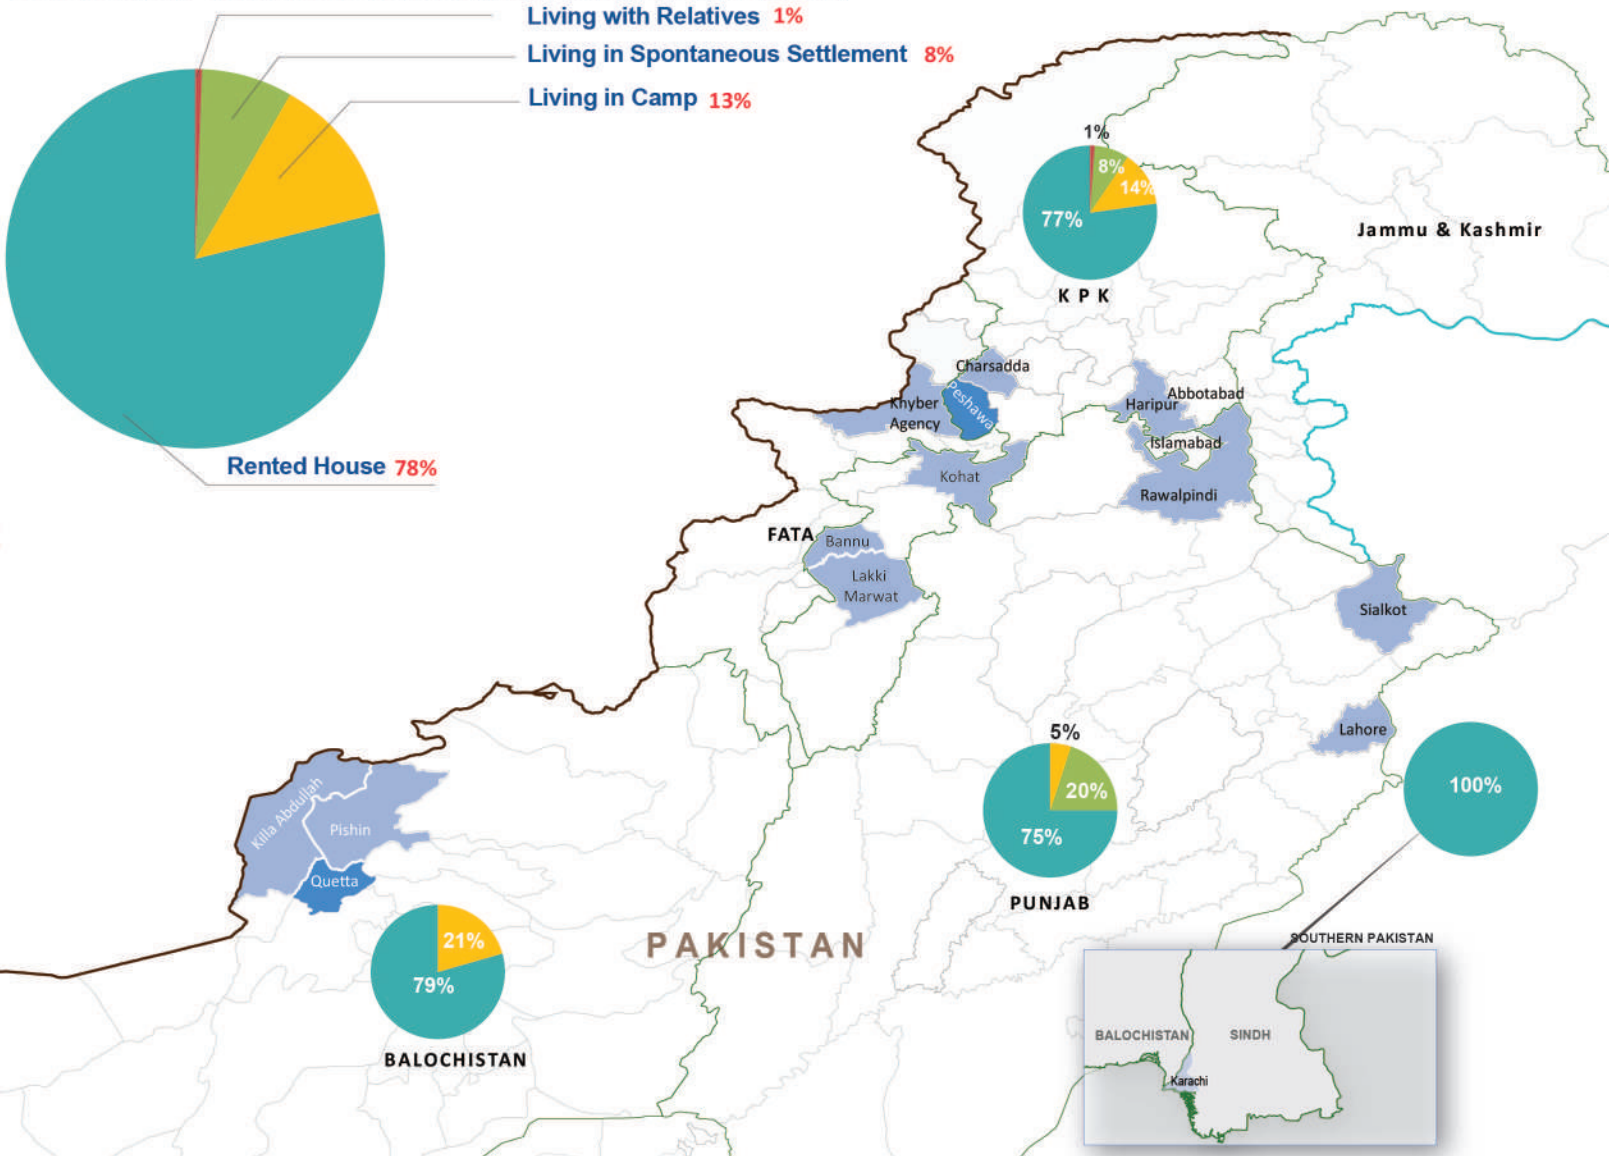 Living with Relatives 1%
Living in Spontaneous Settlement 8%
Living in Camp 13%
Rented House 78%
1%
8%
14%
77%
K P K
Jammu & Kashmir
Charsadda
Peshawa
Khyber
Agency
Haripur
Abbotabad
Islamabad
Rawalpindi
Kohat
FATA
Bannu
Lakki
Marwat
Sialkot
Lahore
100%
5%
20%
75%
PUNJAB
Killa Abdullah
Pishin
Quetta
21%
79%
BALOCHISTAN
PAKISTAN
SOUTHERN PAKISTAN
BALOCHISTAN
SINDH
Karachi